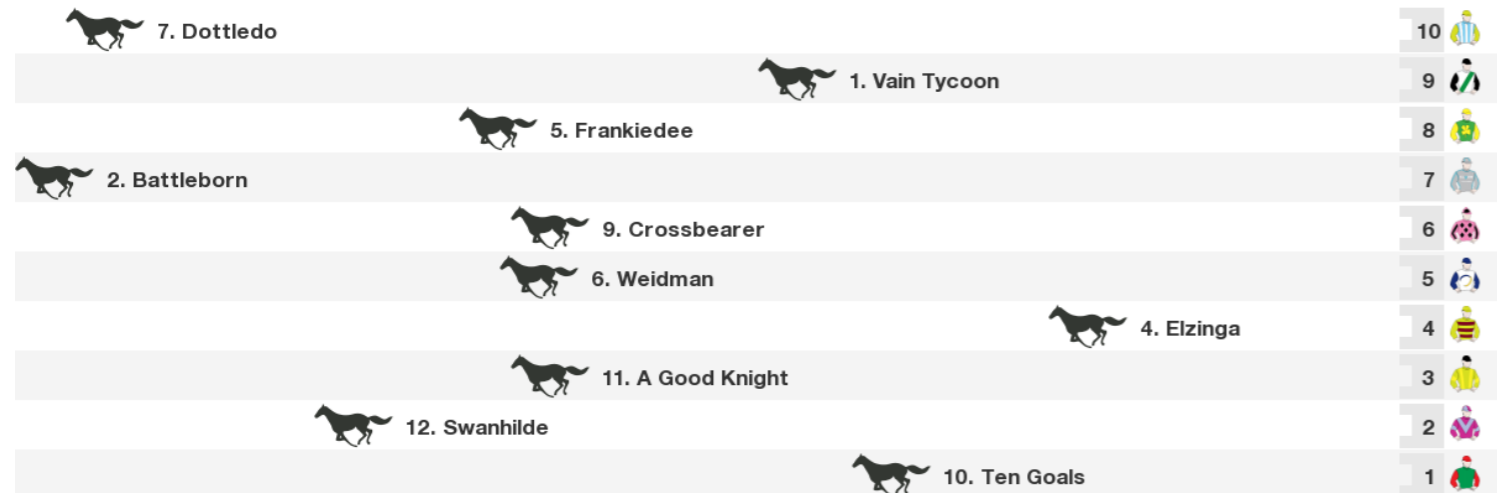 7. Dottledo 10
1. Vain Tycoon 9
5. Frankiedee 8
2. Battleborn 7
9. Crossbearer 6
6. Weidman 5
4. Elzinga 4
11. A Good Knight 3
12. Swanhilde 2
10. Ten Goals 1